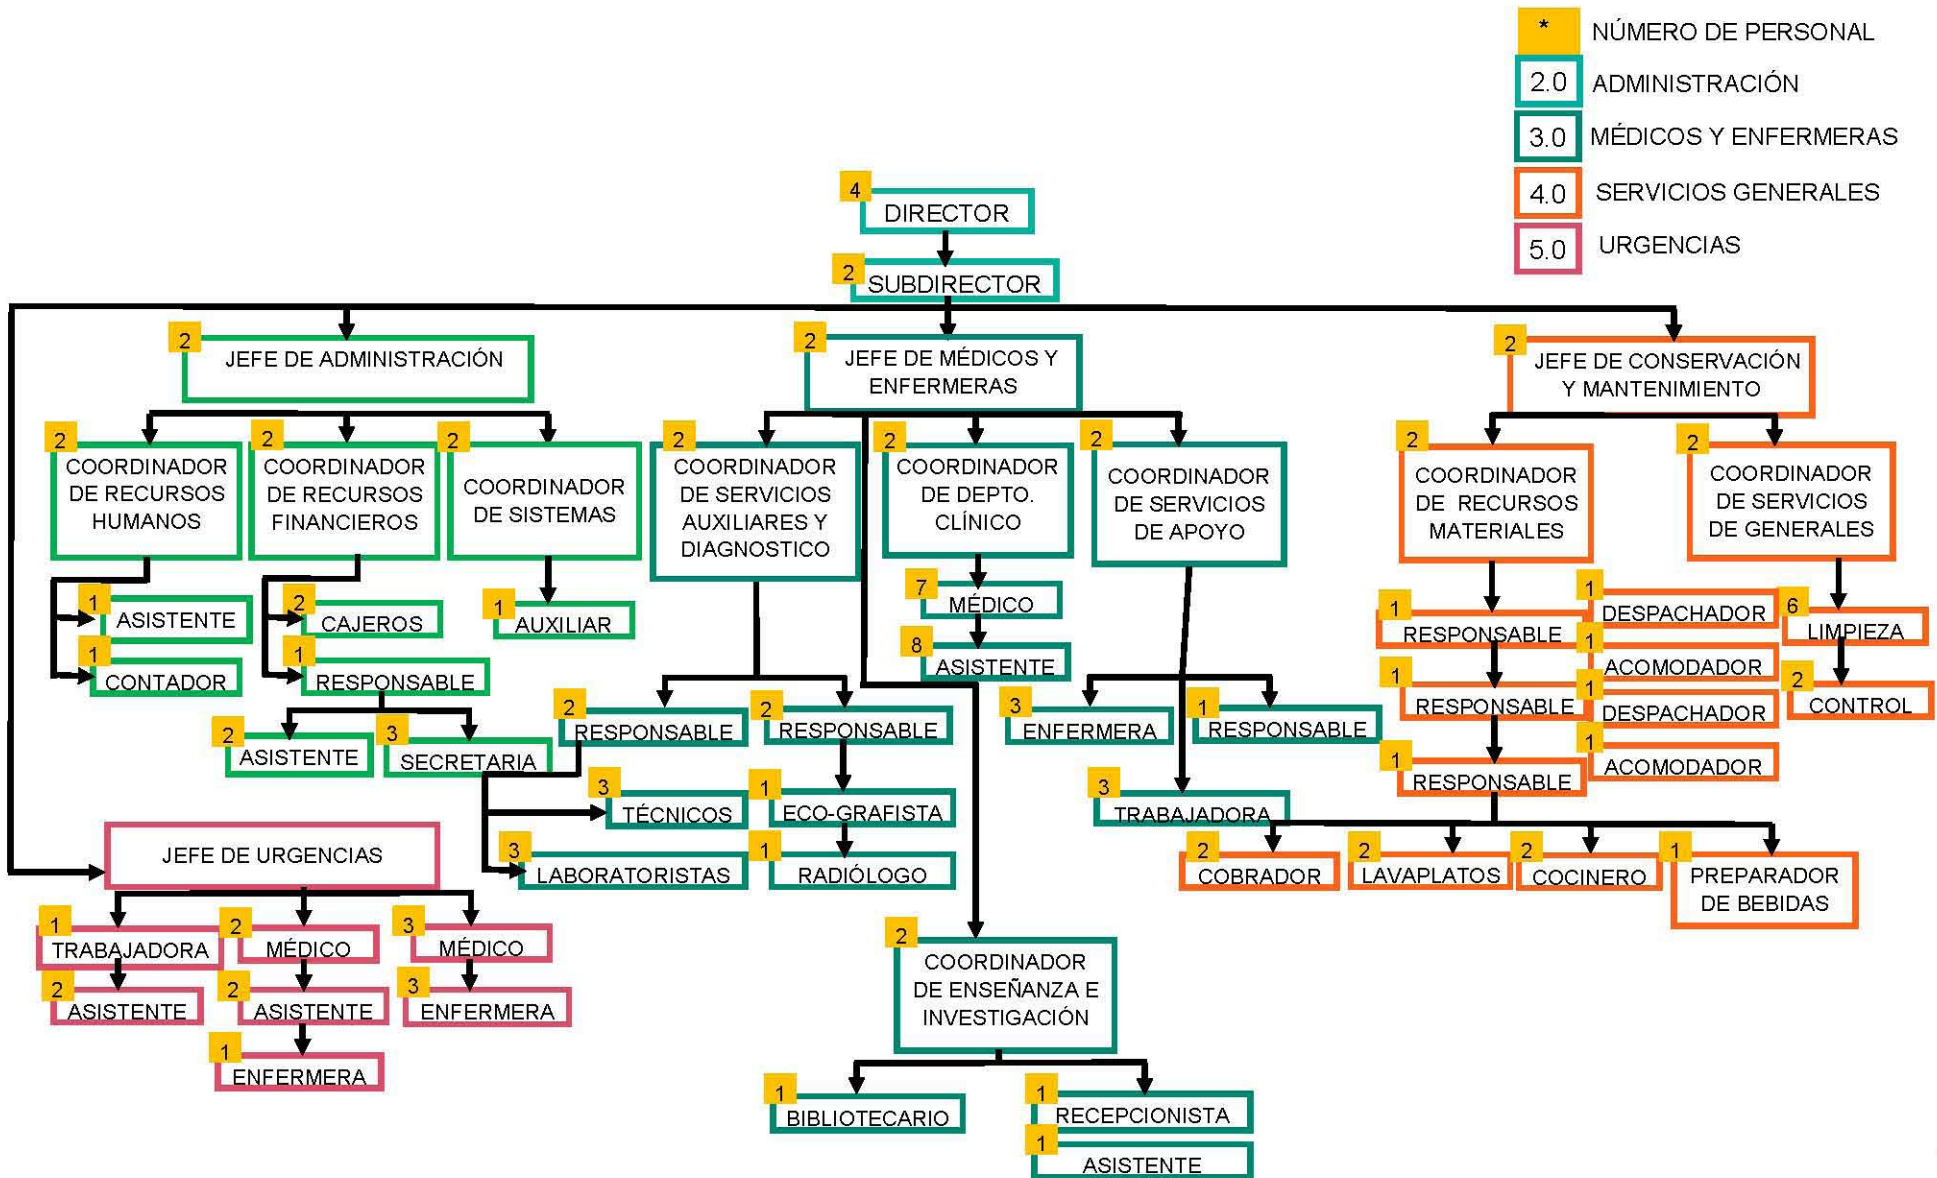 * NÚMERO DE PERSONAL
2.0 ADMINISTRACIÓN
3.0 MÉDICOS Y ENFERMERAS
4.0 SERVICIOS GENERALES
5.0 URGENCIAS
4
DIRECTOR
2
SUBDIRECTOR
2
JEFE DE ADMINISTRACIÓN
2
JEFE DE MÉDICOS Y
ENFERMERAS
2
JEFE DE CONSERVACIÓN
Y MANTENIMIENTO
2
COORDINADOR
DE RECURSOS
HUMANOS
2
COORDINADOR
DE RECURSOS
FINANCIEROS
2
COORDINADOR
DE SISTEMAS
2
COORDINADOR
DE SERVICIOS
AUXILIARES Y
DIAGNOSTICO
2
COORDINADOR
DE DEPTO.
CLÍNICO
2
COORDINADOR
DE SERVICIOS
DE APOYO
2
COORDINADOR
DE RECURSOS
MATERIALES
2
COORDINADOR
DE SERVICIOS
DE GENERALES
1
ASISTENTE
1
CONTADOR
2
CAJEROS
1
RESPONSABLE
2
ASISTENTE
3
SECRETARIA
1
AUXILIAR
7
MÉDICO
8
ASISTENTE
2
RESPONSABLE
2
RESPONSABLE
3
TÉCNICOS
3
LABORATORISTAS
1
ECO-GRAFISTA
1
RADIÓLOGO
3
ENFERMERA
1
RESPONSABLE
3
TRABAJADORA
1
RESPONSABLE
1
DESPACHADOR
1
ACOMODADOR
1
RESPONSABLE
1
DESPACHADOR
1
ACOMODADOR
1
RESPONSABLE
6
LIMPIEZA
2
CONTROL
2
COBRADOR
2
LAVAPLATOS
2
COCINERO
1
PREPARADOR
DE BEBIDAS
JEFE DE URGENCIAS
1
TRABAJADORA
2
ASISTENTE
2
MÉDICO
2
ASISTENTE
1
ENFERMERA
3
MÉDICO
3
ENFERMERA
2
COORDINADOR
DE ENSEÑANZA E
INVESTIGACIÓN
1
BIBLIOTECARIO
1
RECEPCIONISTA
1
ASISTENTE